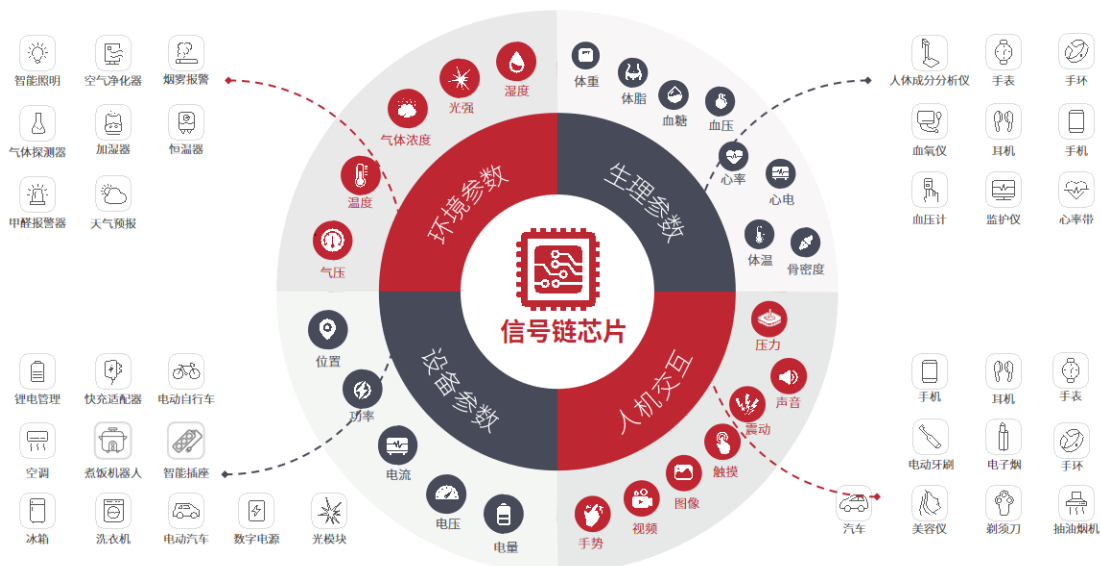 智能照明
空气净化器
烟雾报警
气体探测器
加湿器
恒温器
甲醛报警器
天气预报
湿度
光强
气体浓度
温度
气压
环境参数
体重
体脂
血糖
血压
心率
心电
体温
骨密度
生理参数
人体成分分析仪
手表
手环
血氧仪
耳机
手机
血压计
监护仪
心率带
信号链芯片
位置
功率
电流
电压
电量
设备参数
锂电管理
快充适配器
电动自行车
空调
煮饭机器人
智能插座
冰箱
洗衣机
电动汽车
数字电源
光模块
压力
声音
震动
触摸
图像
视频
手势
人机交互
手机
耳机
手表
电动牙刷
电子烟
手环
汽车
美容仪
剃须刀
抽油烟机